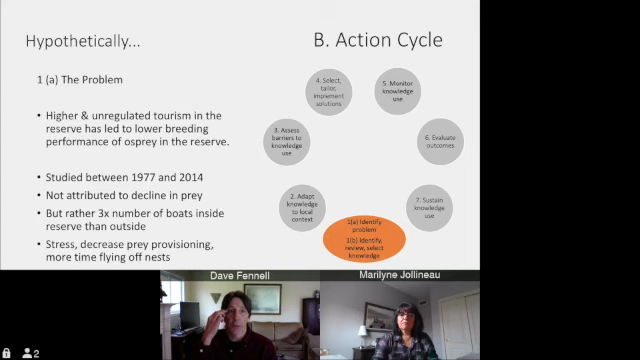 Hypothetically...
B. Action Cycle
1 (a) The Problem
• Higher & unregulated tourism in the
reserve has led to lower breeding
performance of osprey in the reserve.
• Studied between 1977 and 2014
• Not attributed to decline in prey
• But rather 3x number of boats inside
reserve than outside
• Stress, decrease prey provisioning,
more time flying off nests
4. Select,
tailor,
implement
solutions
5. Monitor
knowledge
use
3. Assess
barriers to
knowledge
use
6. Evaluate
outcomes
2. Adapt
knowledge
to local
context
7. Sustain
knowledge
use
1(a) Identify
problem
1(b) Identify,
review, select
knowledge
Dave Fennell
Marilyne Jollineau
2